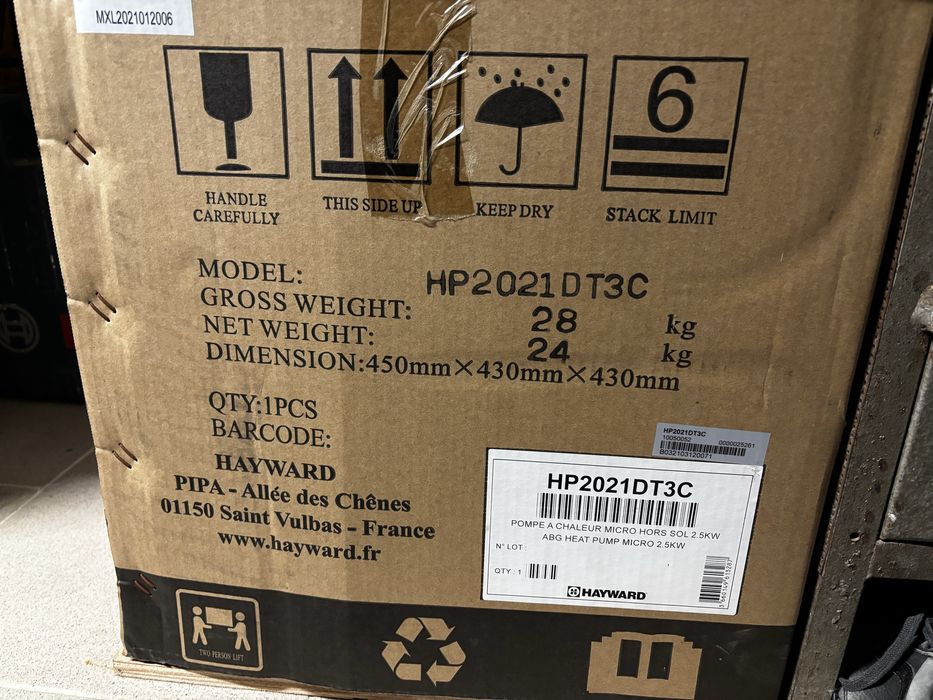 MXL2021012006
6
HANDLE
CAREFULLY
THIS SIDE UP
KEEP DRY
STACK LIMIT
MODEL: HP2021DT3C
GROSS WEIGHT: 28 kg
NET WEIGHT: 24 kg
DIMENSION:450mm×430mm×430mm
QTY:1PCS
BARCODE:
HAYWARD
PIPA - Allée des Chênes
01150 Saint Vulbas - France
www.hayward.fr
HP2021DT3C
10050052 0000025261
B032103120071
HP2021DT3C
POMPE A CHALEUR MICRO HORS SOL 2.5KW
ABG HEAT PUMP MICRO 2.5KW
N° LOT :
QTY : 1
HAYWARD
TWO PERSON LIFT